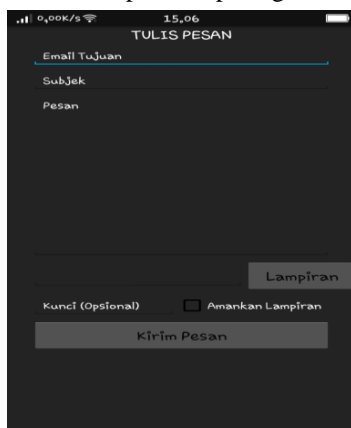 0,00K/s 15.06
TULIS PESAN
Email Tujuan
Subjek
Pesan
Lampiran
Kunci (Opsional) Amankan Lampiran
Kirim Pesan